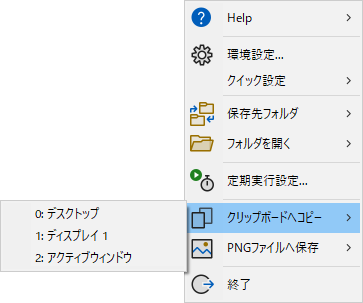 Help
環境設定...
クイック設定
保存先フォルダ
フォルダを開く
定期実行設定...
クリップボードへコピー
0: デスクトップ
1: ディスプレイ 1
2: アクティブウィンドウ
PNGファイルへ保存
終了